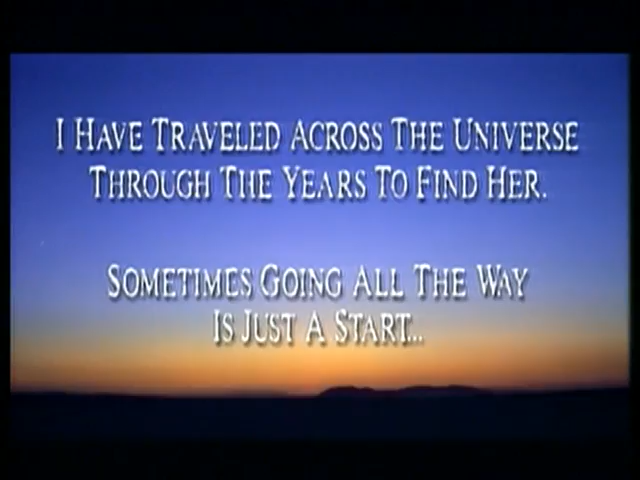 I HAVE TRAVELED ACROSS THE UNIVERSE
THROUGH THE YEARS TO FIND HER.
SOMETIMES GOING ALL THE WAY
IS JUST A START...